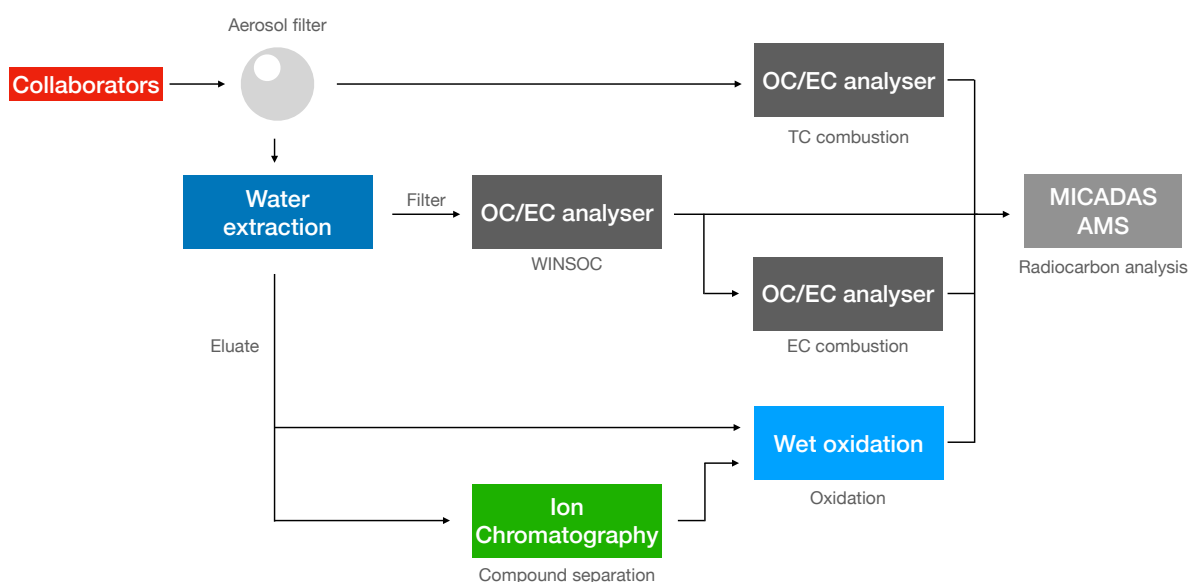 Aerosol filter
Collaborators
OC/EC analyser
TC combustion
Water
extraction
Filter
OC/EC analyser
WINSOC
MICADAS
AMS
Radiocarbon analysis
OC/EC analyser
EC combustion
Eluate
Wet oxidation
Oxidation
Ion
Chromatography
Compound separation